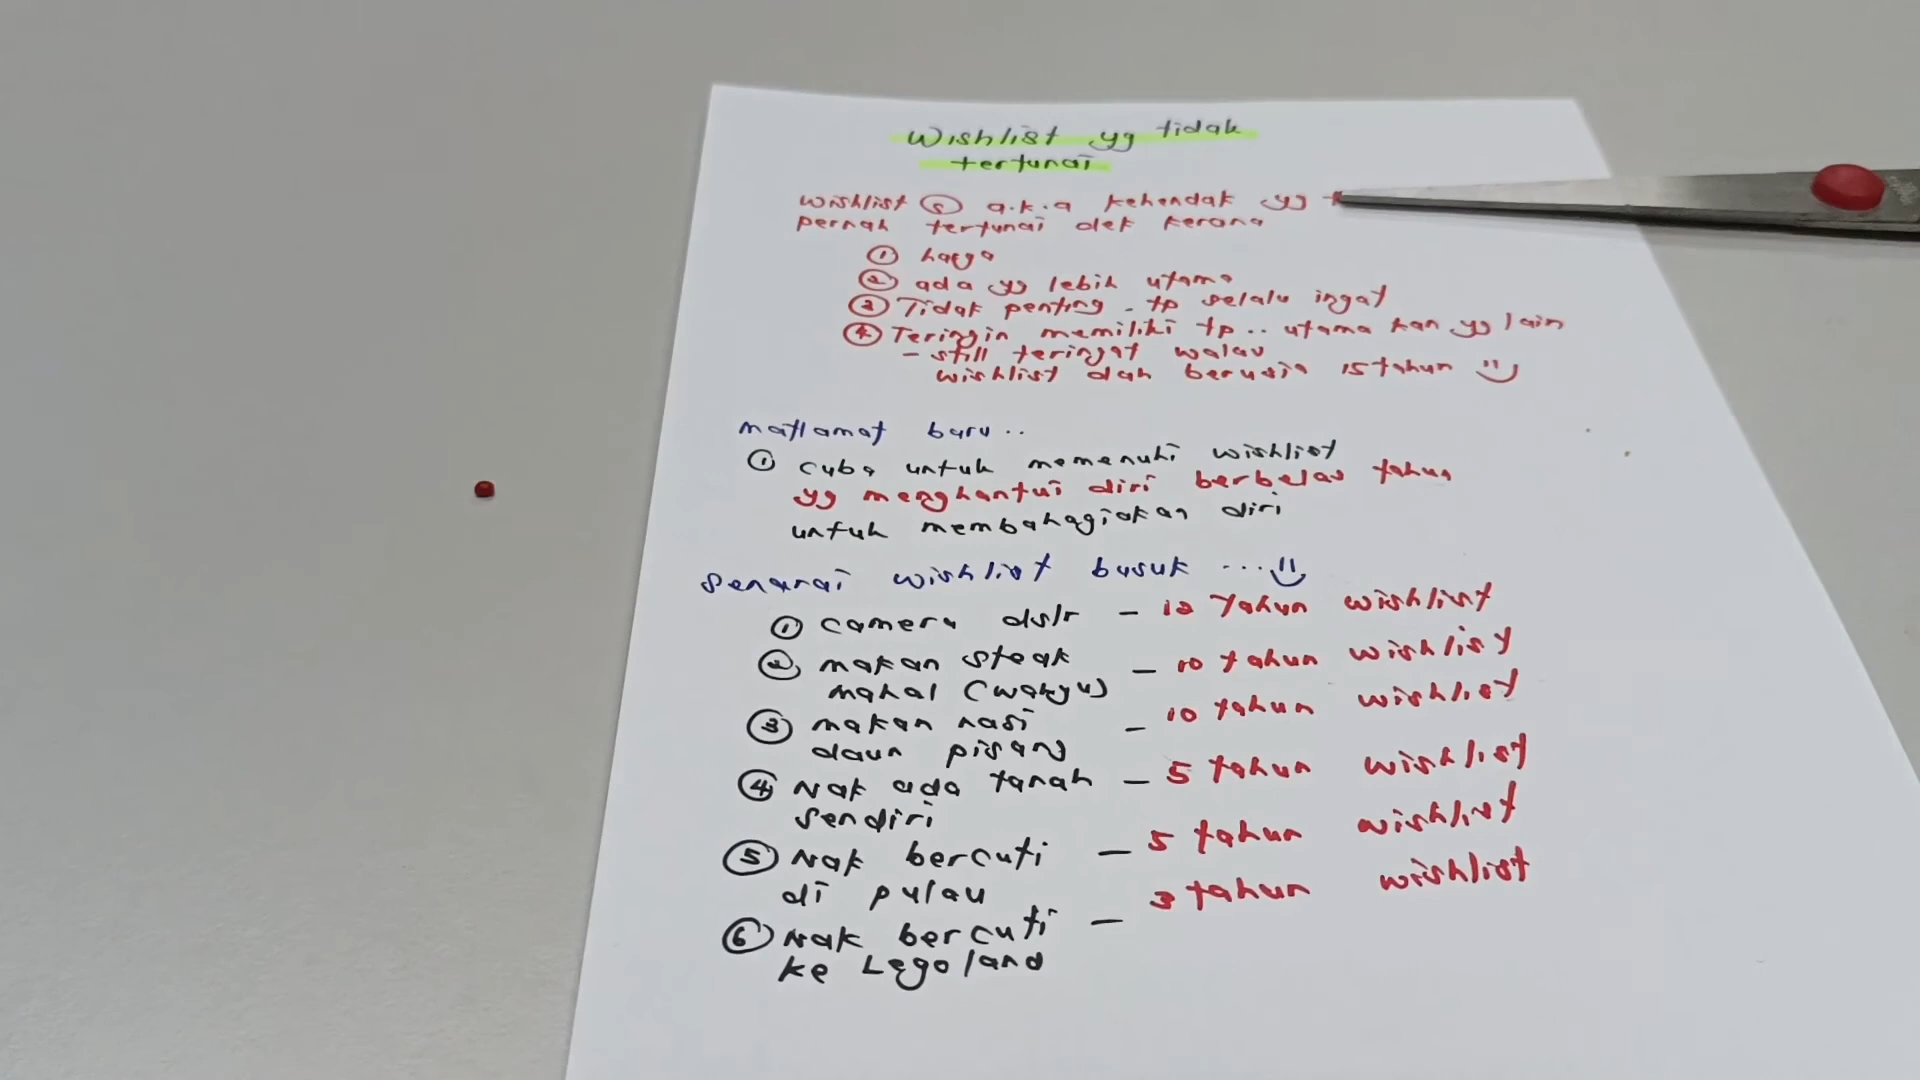 Wishlist yg tidak
tertunai
wishlist (s) a.k.a kehendak yg
pernah tertunai dek kerana
① harga
② ada yg lebih utama
③ Tidak penting - tp selalu ingat
④ Teringin memiliki tp .. utama kan yg lain
- still teringat walau
wishlist dah berusia 15 tahun
matlamat baru ..
① cuba untuk memenuhi wishlist
yg menghantui diri berbelas tahun
untuk membahagiakan diri
Senarai wishlist busuk ...
① camera dslr - tahun wishlist
② makan steak - 10 tahun wishlist
mahal (wagyu)
③ makan nasi - 10 tahun wishlist
daun pisang
④ Nak ada tanah - 5 tahun wishlist
sendiri
⑤ Nak bercuti - 5 tahun wishlist
di pulau
⑥ Nak bercuti - 3 tahun wishlist
ke Legoland